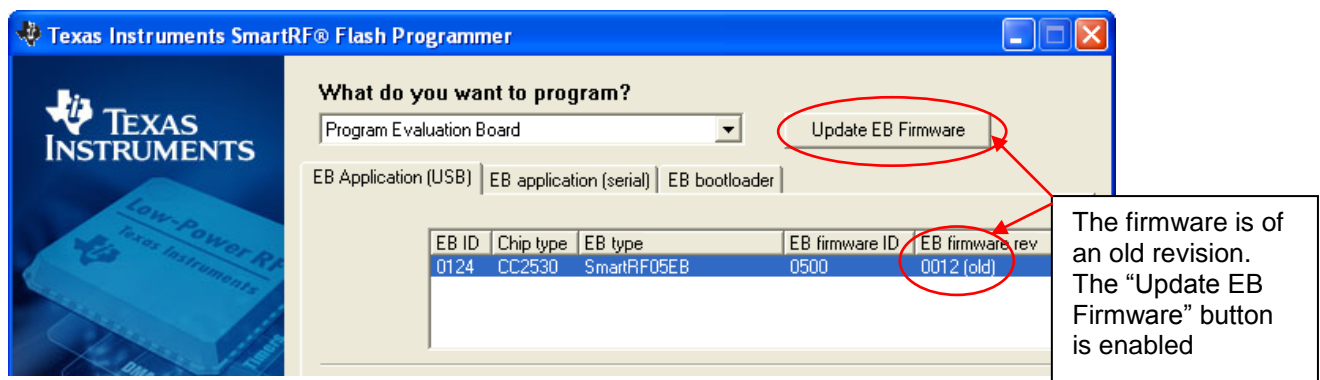 Texas Instruments SmartRF® Flash Programmer
TEXAS
INSTRUMENTS
Low-Power RF
Texas Instruments
Timers
DMA
What do you want to program?
Program Evaluation Board
Update EB Firmware
EB Application (USB) EB application (serial) EB bootloader
EB ID Chip type EB type EB firmware ID EB firmware rev
0124 CC2530 SmartRF05EB 0500 0012 (old)
The firmware is of
an old revision.
The “Update EB
Firmware” button
is enabled